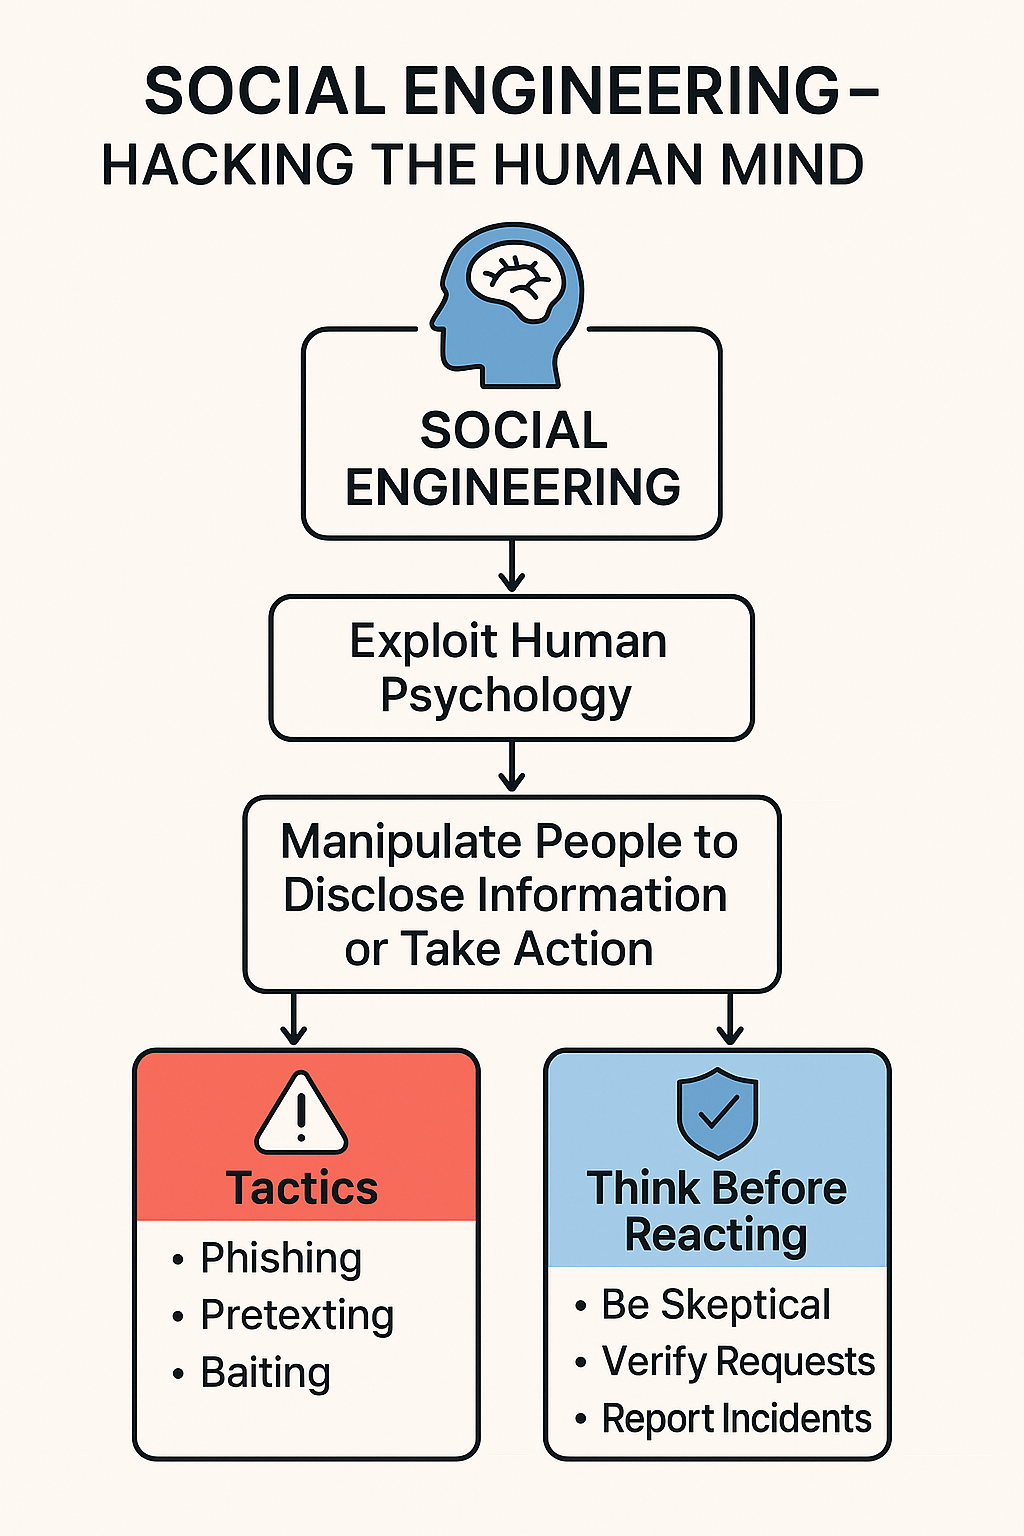 SOCIAL ENGINEERING–
HACKING THE HUMAN MIND
SOCIAL
ENGINEERING
Exploit Human
Psychology
Manipulate People to
Disclose Information
or Take Action
Tactics
• Phishing
• Pretexting
• Baiting
Think Before
Reacting
• Be Skeptical
• Verify Requests
• Report Incidents